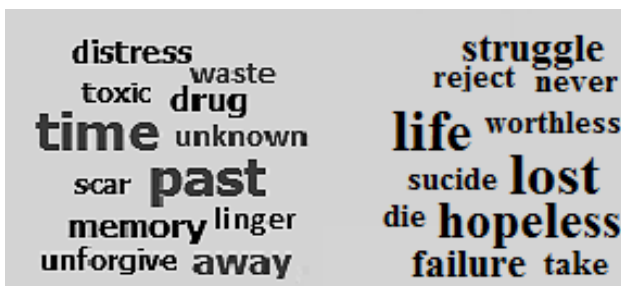 distress
waste
toxic drug
time unknown
scar past
memory linger
unforgive away
struggle
reject never
life worthless
sucide lost
die hopeless
failure take